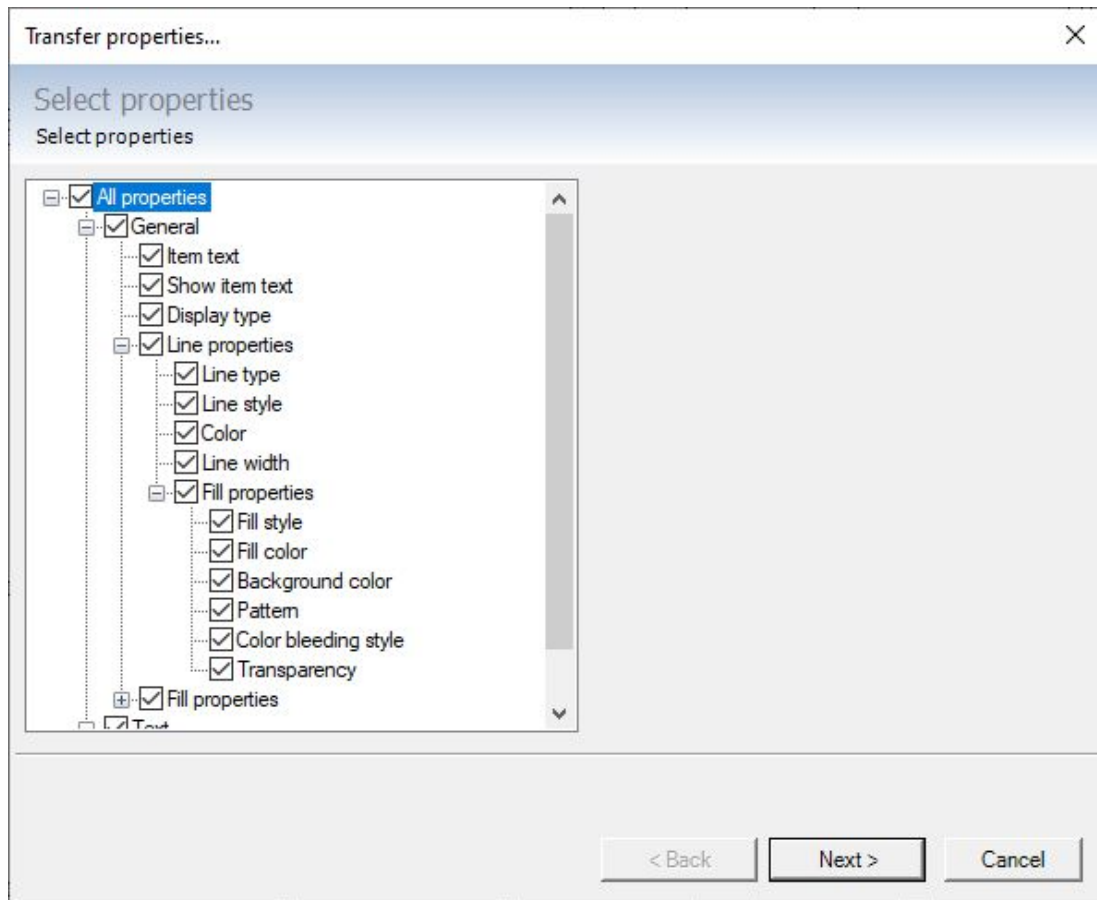 Transfer properties...
Select properties
Select properties
All properties
General
Item text
Show item text
Display type
Line properties
Line type
Line style
Color
Line width
Fill properties
Fill style
Fill color
Background color
Pattern
Color bleeding style
Transparency
Fill properties
Text
< Back
Next >
Cancel